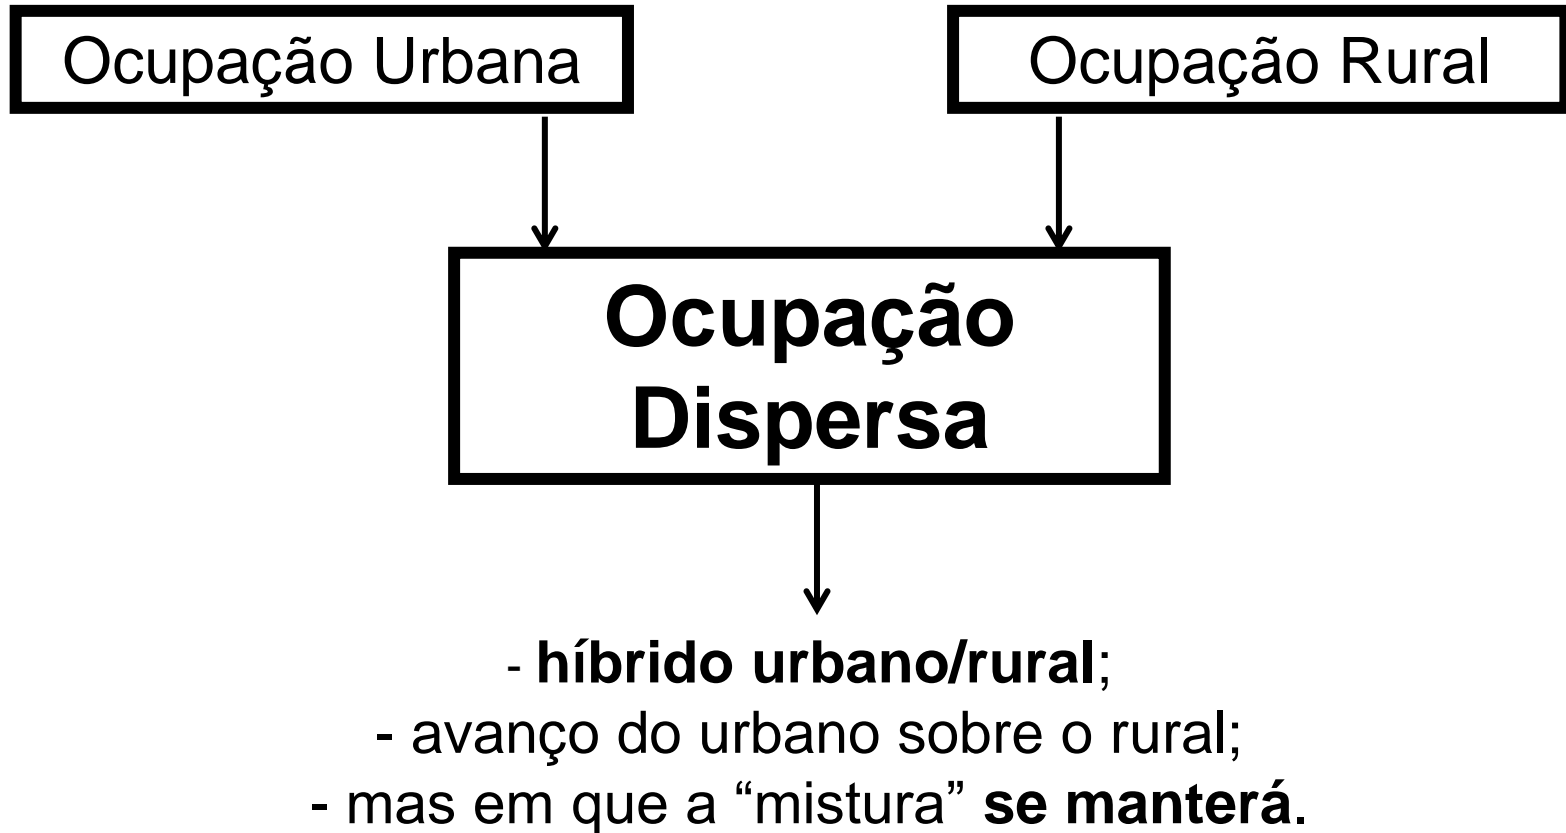 Ocupação Urbana
Ocupação Rural
Ocupação
Dispersa
- híbrido urbano/rural;
- avanço do urbano sobre o rural;
- mas em que a “mistura” se manterá.